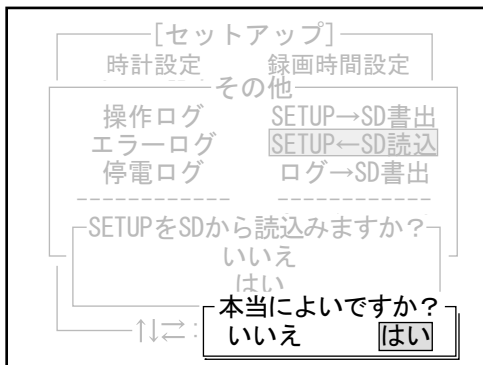 [セットアップ]
時計設定 録画時間設定
その他
操作ログ SETUP→SD書出
エラーログ SETUP←SD読込
停電ログ ログ→SD書出
------------ ------------
SETUPをSDから読込みますか?
いいえ
はい
本当によいですか?
↑↓⇄:
いいえ はい